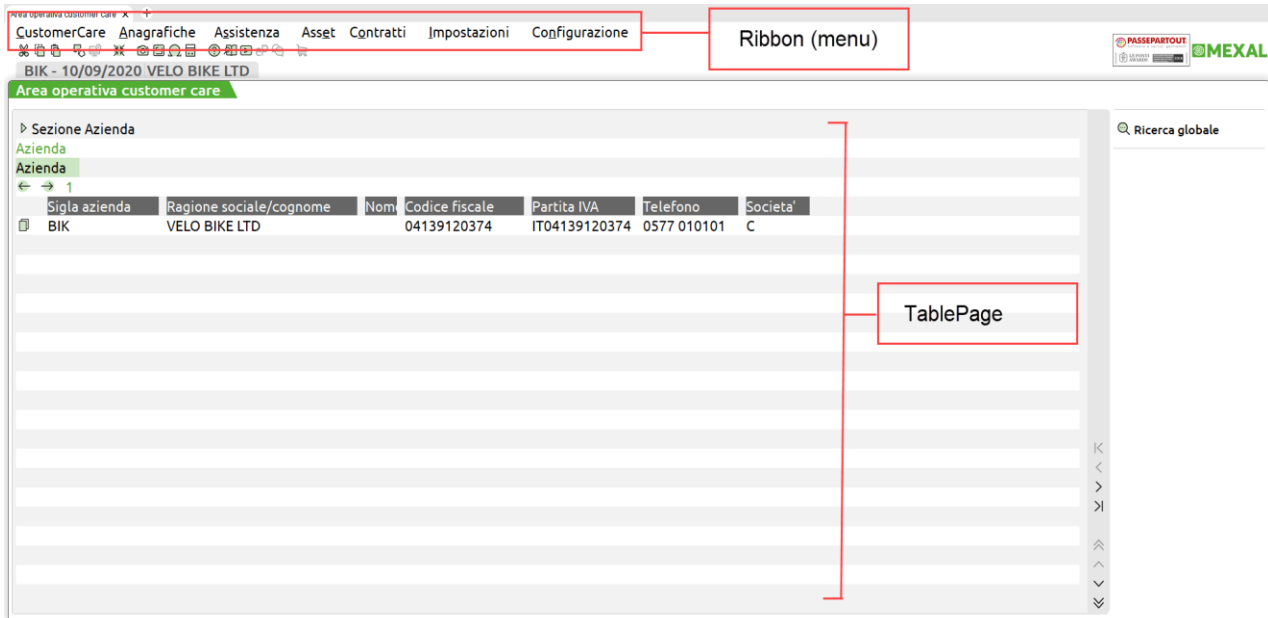 Area operativa customer care x +
CustomerCare Anagrafiche Assistenza Asset Contratti Impostazioni Configurazione
Ribbon (menu)
PASSEPARTOUT
MEXAL
BIK - 10/09/2020 VELO BIKE LTD
Area operativa customer care
Sezione Azienda
Ricerca globale
Azienda
Azienda
1
Sigla azienda Ragione sociale/cognome Nom Codice fiscale Partita IVA Telefono Societa'
BIK VELO BIKE LTD 04139120374 IT04139120374 0577 010101 C
TablePage